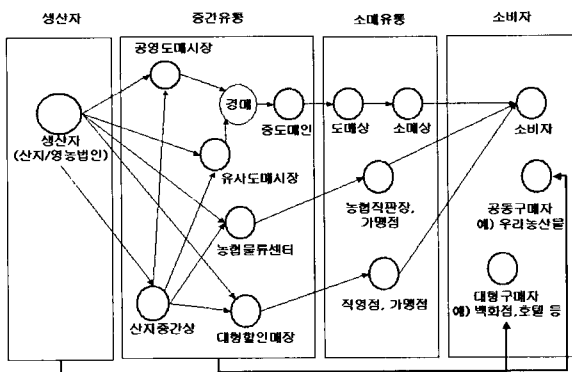 생산자 중간유통 소매유통 소비자
공영도매시장
경매
중도매인 도매상 소매상 소비자
생산자
(산지/영농법인)
유사도매시장
농협직판장,
가맹점
공동구매자
예) 우리농산물
농협물류센터
산지중간상
대형할인매장
직영점, 가맹점
대형구매자
예) 백화점,호텔 등